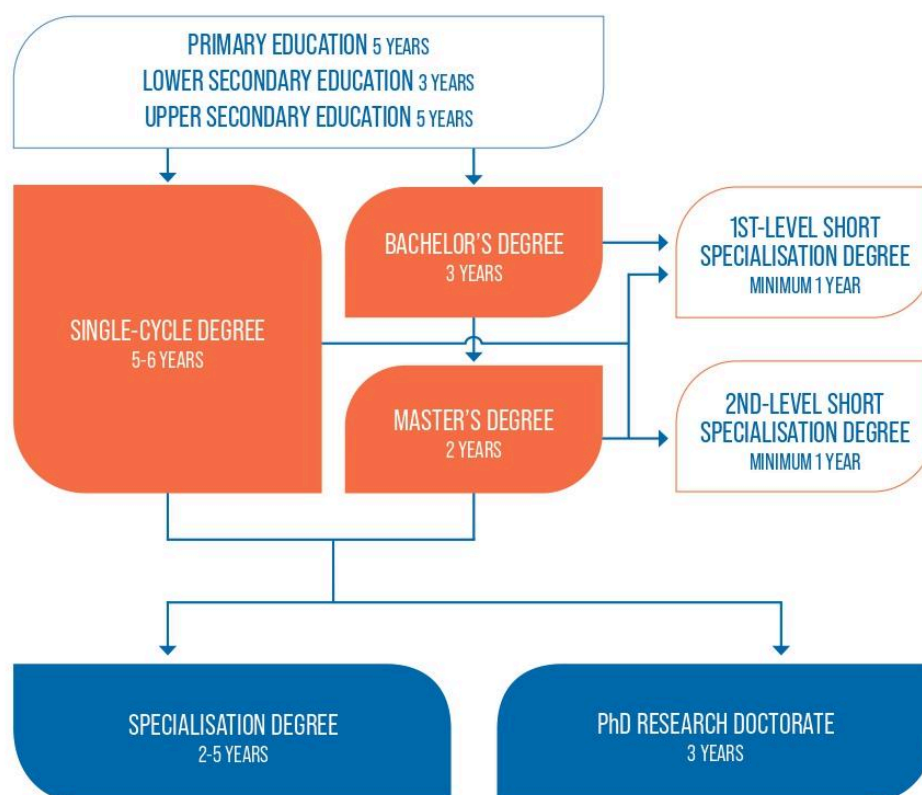 PRIMARY EDUCATION 5 YEARS
LOWER SECONDARY EDUCATION 3 YEARS
UPPER SECONDARY EDUCATION 5 YEARS
SINGLE-CYCLE DEGREE
5-6 YEARS
BACHELOR'S DEGREE
3 YEARS
1ST-LEVEL SHORT
SPECIALISATION DEGREE
MINIMUM 1 YEAR
MASTER'S DEGREE
2 YEARS
2ND-LEVEL SHORT
SPECIALISATION DEGREE
MINIMUM 1 YEAR
SPECIALISATION DEGREE
2-5 YEARS
PhD RESEARCH DOCTORATE
3 YEARS